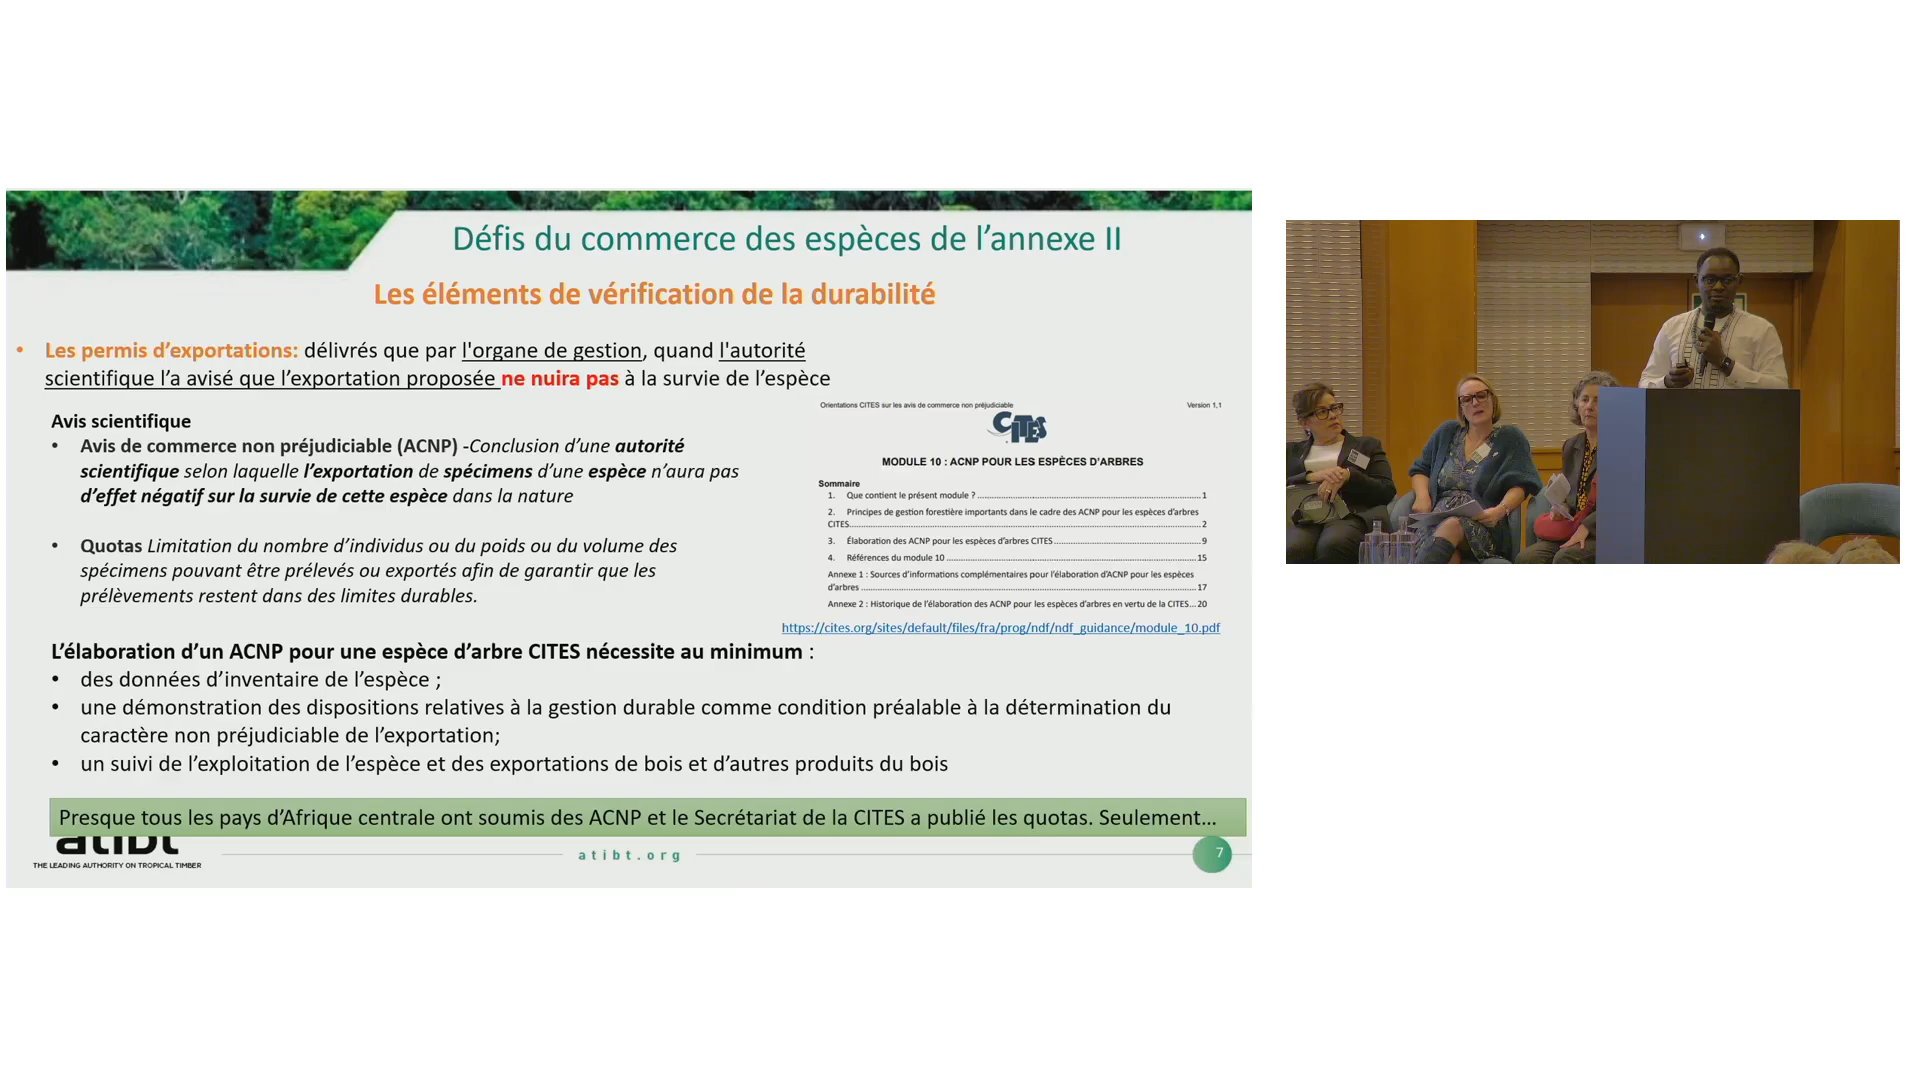 Défis du commerce des espèces de l'annexe II
Les éléments de vérification de la durabilité
• Les permis d'exportations: délivrés que par l'organe de gestion, quand l'autorité
scientifique l'a avisé que l'exportation proposée ne nuira pas à la survie de l'espèce
Avis scientifique
• Avis de commerce non préjudiciable (ACNP) -Conclusion d'une autorité
scientifique selon laquelle l'exportation de spécimens d'une espèce n'aura pas
d'effet négatif sur la survie de cette espèce dans la nature
• Quotas Limitation du nombre d'individus ou du poids ou du volume des
spécimens pouvant être prélevés ou exportés afin de garantir que les
prélèvements restent dans des limites durables.
Orientations CITES sur les avis de commerce non préjudiciable Version 1,1
CITES
MODULE 10 : ACNP POUR LES ESPÈCES D'ARBRES
Sommaire
1. Que contient le présent module ? ........ 1
2. Principes de gestion forestière importants dans le cadre des ACNP pour les espèces d'arbres
CITES........ 2
3. Élaboration des ACNP pour les espèces d'arbres CITES ........ 9
4. Références du module 10 ........ 15
Annexe 1 : Sources d'informations complémentaires pour l'élaboration d'ACNP pour les espèces
d'arbres ........ 17
Annexe 2 : Historique de l'élaboration des ACNP pour les espèces d'arbres en vertu de la CITES... 20
https://cites.org/sites/default/files/fra/prog/ndf/ndf_guidance/module_10.pdf
L'élaboration d'un ACNP pour une espèce d'arbre CITES nécessite au minimum :
• des données d'inventaire de l'espèce ;
• une démonstration des dispositions relatives à la gestion durable comme condition préalable à la détermination du
caractère non préjudiciable de l'exportation;
• un suivi de l'exploitation de l'espèce et des exportations de bois et d'autres produits du bois
Presque tous les pays d'Afrique centrale ont soumis des ACNP et le Secrétariat de la CITES a publié les quotas. Seulement...
atibt
THE LEADING AUTHORITY ON TROPICAL TIMBER
atibt.org
7